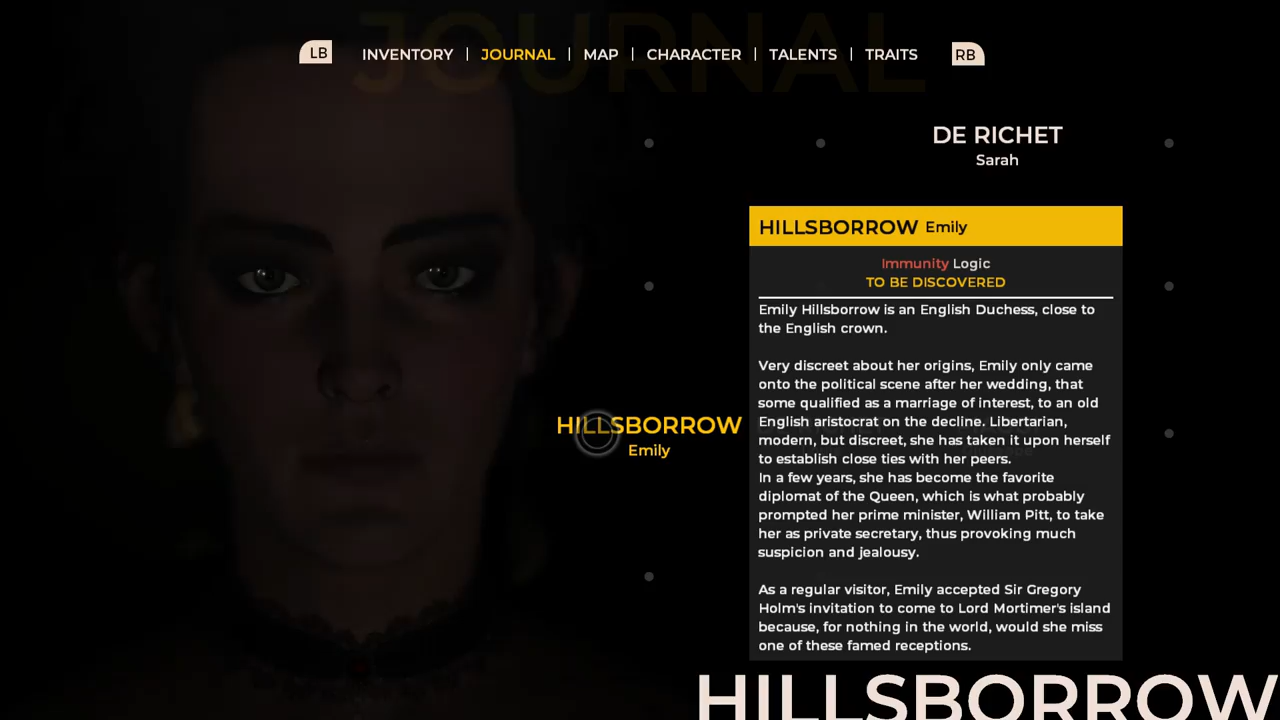 JOURNAL
LB INVENTORY | JOURNAL | MAP | CHARACTER | TALENTS | TRAITS RB
DE RICHET
Sarah
HILLSBORROW Emily
Immunity Logic
TO BE DISCOVERED
Emily Hillsborrow is an English Duchess, close to
the English crown.
Very discreet about her origins, Emily only came
onto the political scene after her wedding, that
some qualified as a marriage of interest, to an old
English aristocrat on the decline. Libertarian,
modern, but discreet, she has taken it upon herself
to establish close ties with her peers.
In a few years, she has become the favorite
diplomat of the Queen, which is what probably
prompted her prime minister, William Pitt, to take
her as private secretary, thus provoking much
suspicion and jealousy.
As a regular visitor, Emily accepted Sir Gregory
Holm's invitation to come to Lord Mortimer's island
because, for nothing in the world, would she miss
one of these famed receptions.
HILLSBORROW
Emily
HILLSBORROW